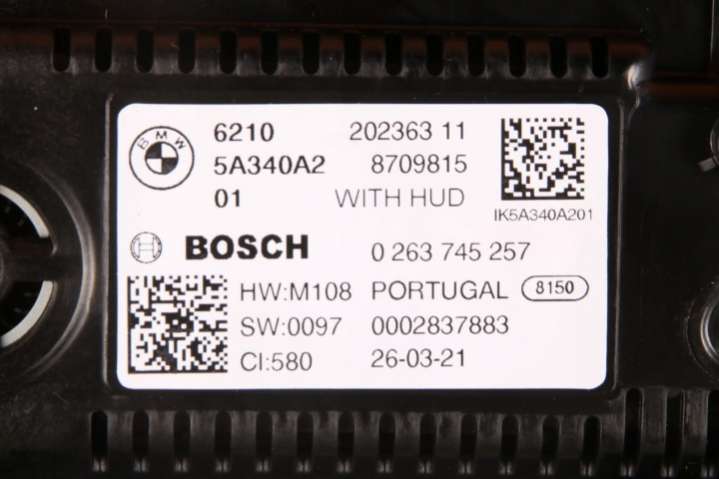 BMW
6210 202363 11
5A340A2 8709815
01 WITH HUD
IK5A340A201
BOSCH 0 263 745 257
HW:M108 PORTUGAL 8150
SW:0097 0002837883
CI:580 26-03-21